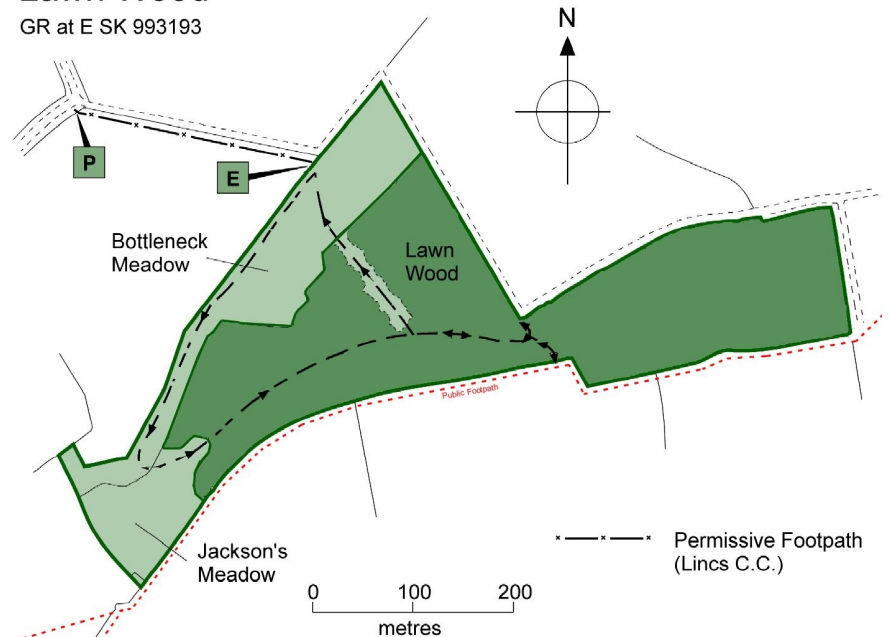 Lawn Wood
GR at E SK 993193
N
P
E
Bottleneck
Meadow
Lawn
Wood
Public Footpath
Jackson's
Meadow
Permissive Footpath
(Lincs C.C.)
0 100 200
metres